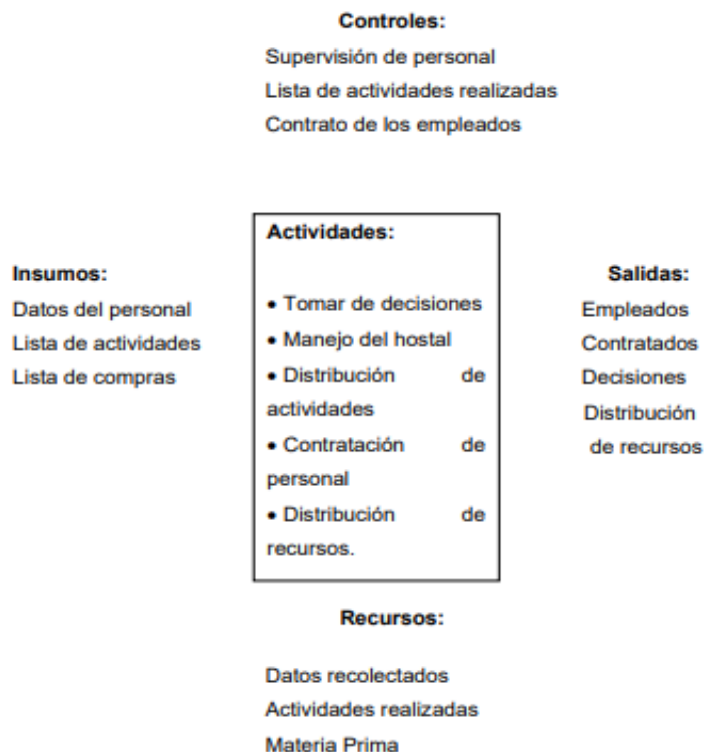 Controles:
Supervisión de personal
Lista de actividades realizadas
Contrato de los empleados
Insumos:
Datos del personal
Lista de actividades
Lista de compras
Actividades:
• Tomar de decisiones
• Manejo del hostal
• Distribución de
actividades
• Contratación de
personal
• Distribución de
recursos.
Salidas:
Empleados
Contratados
Decisiones
Distribución
de recursos
Recursos:
Datos recolectados
Actividades realizadas
Materia Prima